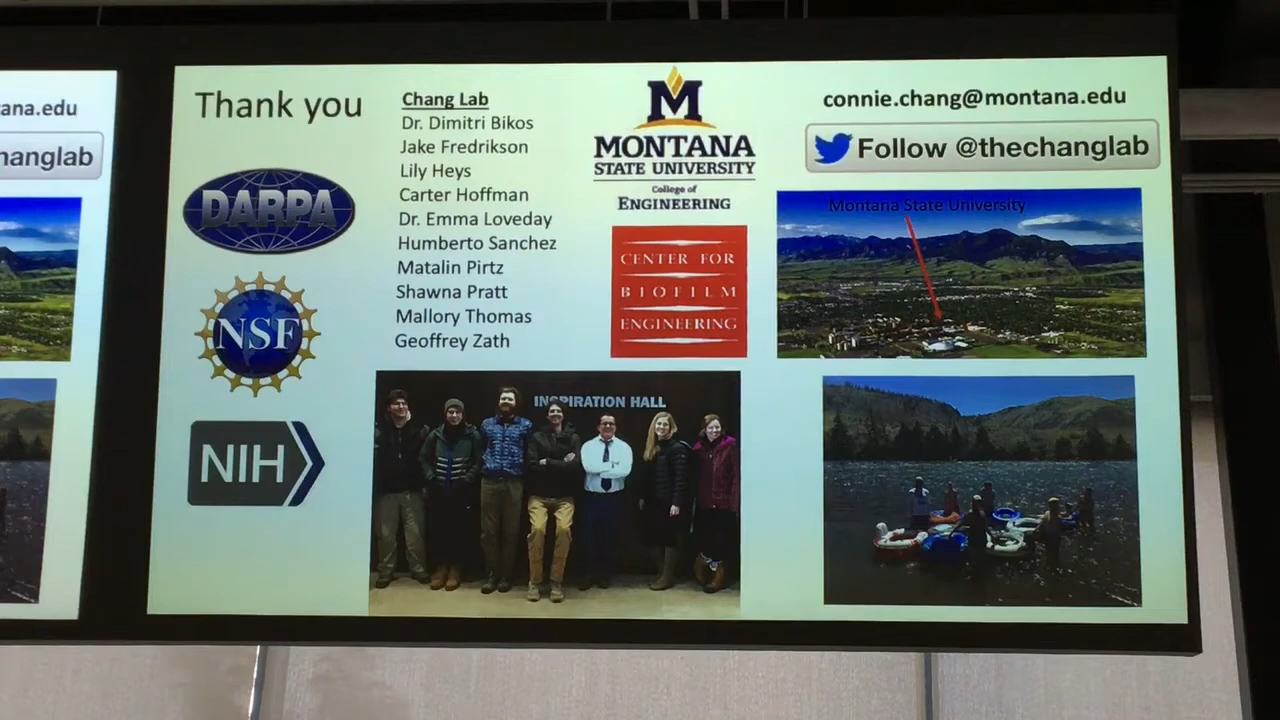 ana.edu
hanglab
Thank you
DARPA
NSF
NIH
Chang Lab
Dr. Dimitri Bikos
Jake Fredrikson
Lily Heys
Carter Hoffman
Dr. Emma Loveday
Humberto Sanchez
Matalin Pirtz
Shawna Pratt
Mallory Thomas
Geoffrey Zath
INSPIRATION HALL
M
MONTANA
STATE UNIVERSITY
College of
ENGINEERING
CENTER FOR
BIOFILM
ENGINEERING
connie.chang@montana.edu
Follow @thechanglab
Montana State University